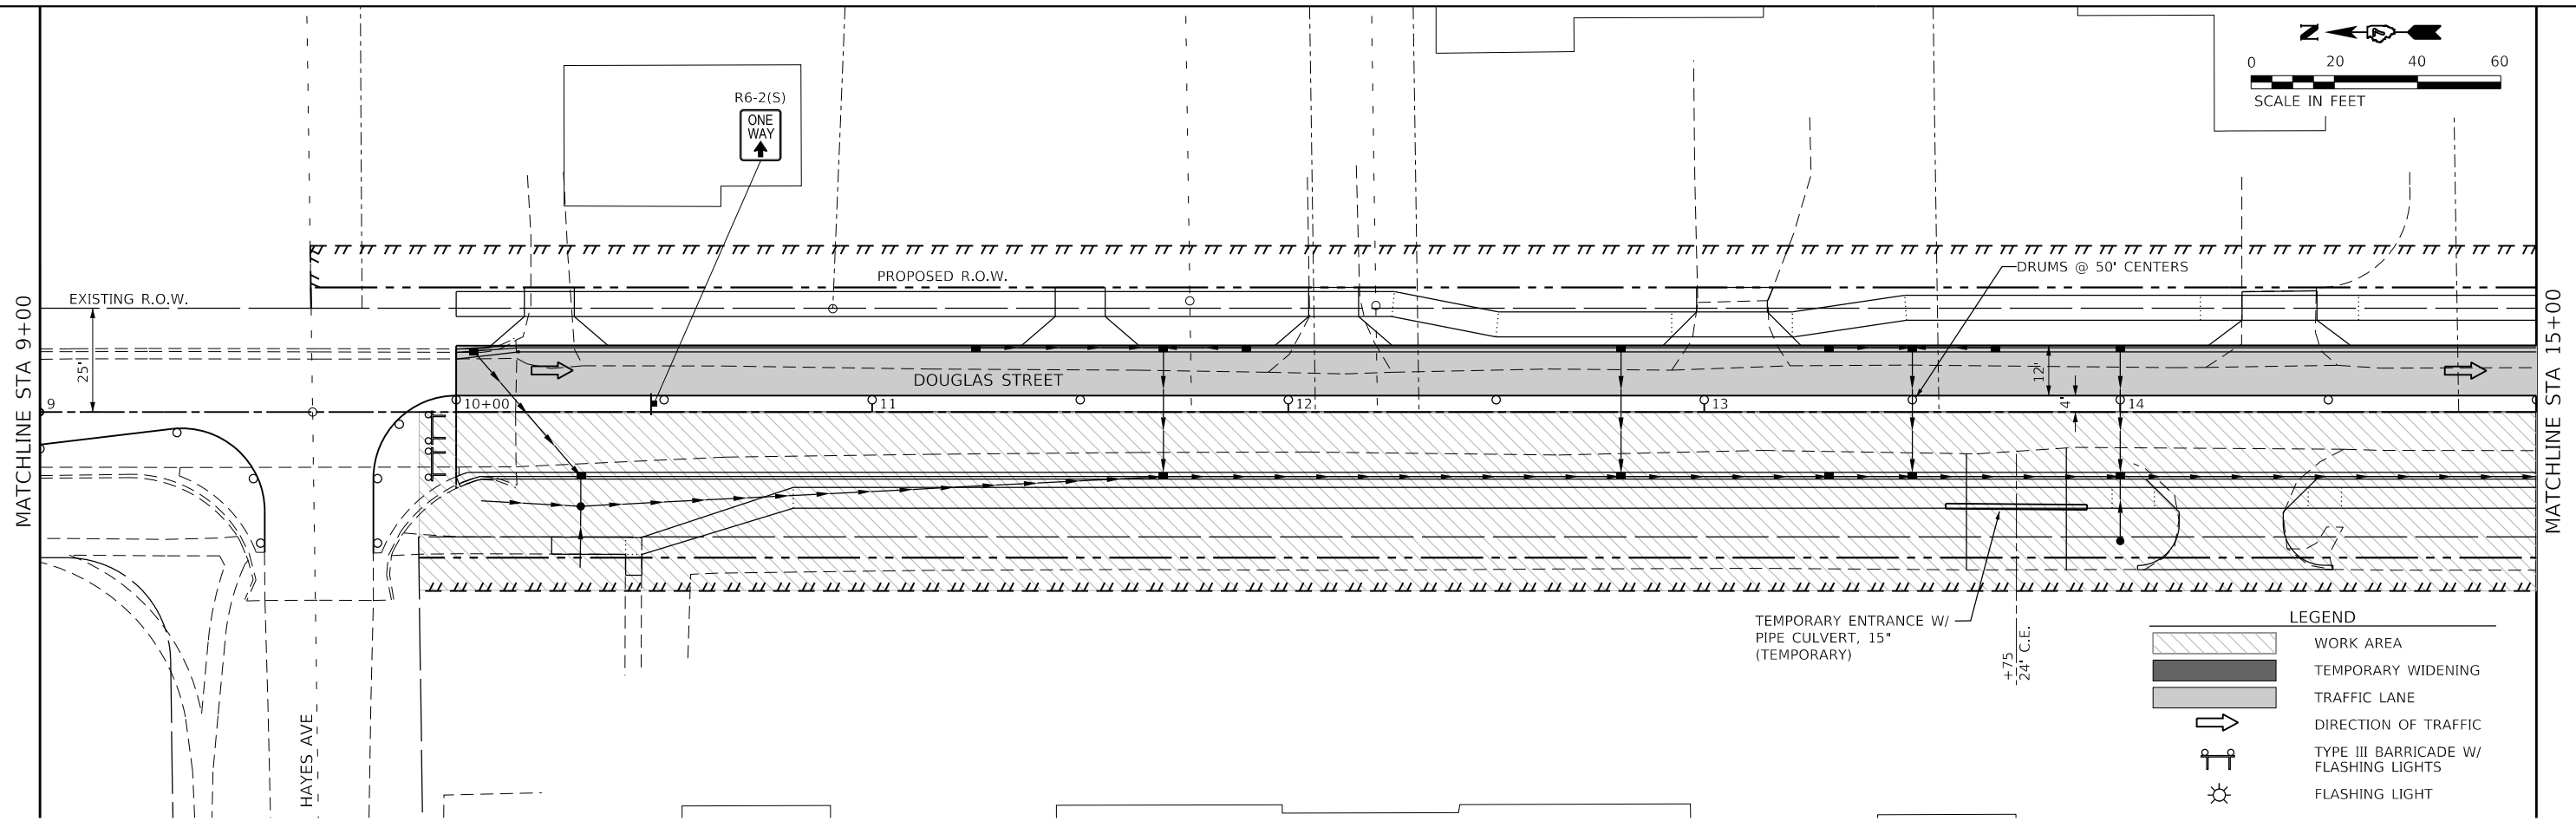 N
0 20 40 60
SCALE IN FEET
R6-2(S)
ONE
WAY
PROPOSED R.O.W.
DRUMS @ 50' CENTERS
EXISTING R.O.W.
MATCHLINE STA 9+00
MATCHLINE STA 15+00
25'
DOUGLAS STREET
12'
4'
9
10+00
11
12
13
14
TEMPORARY ENTRANCE W/
PIPE CULVERT, 15"
(TEMPORARY)
+75
24' C.E.
HAYES AVE
LEGEND
WORK AREA
TEMPORARY WIDENING
TRAFFIC LANE
DIRECTION OF TRAFFIC
TYPE III BARRICADE W/
FLASHING LIGHTS
FLASHING LIGHT